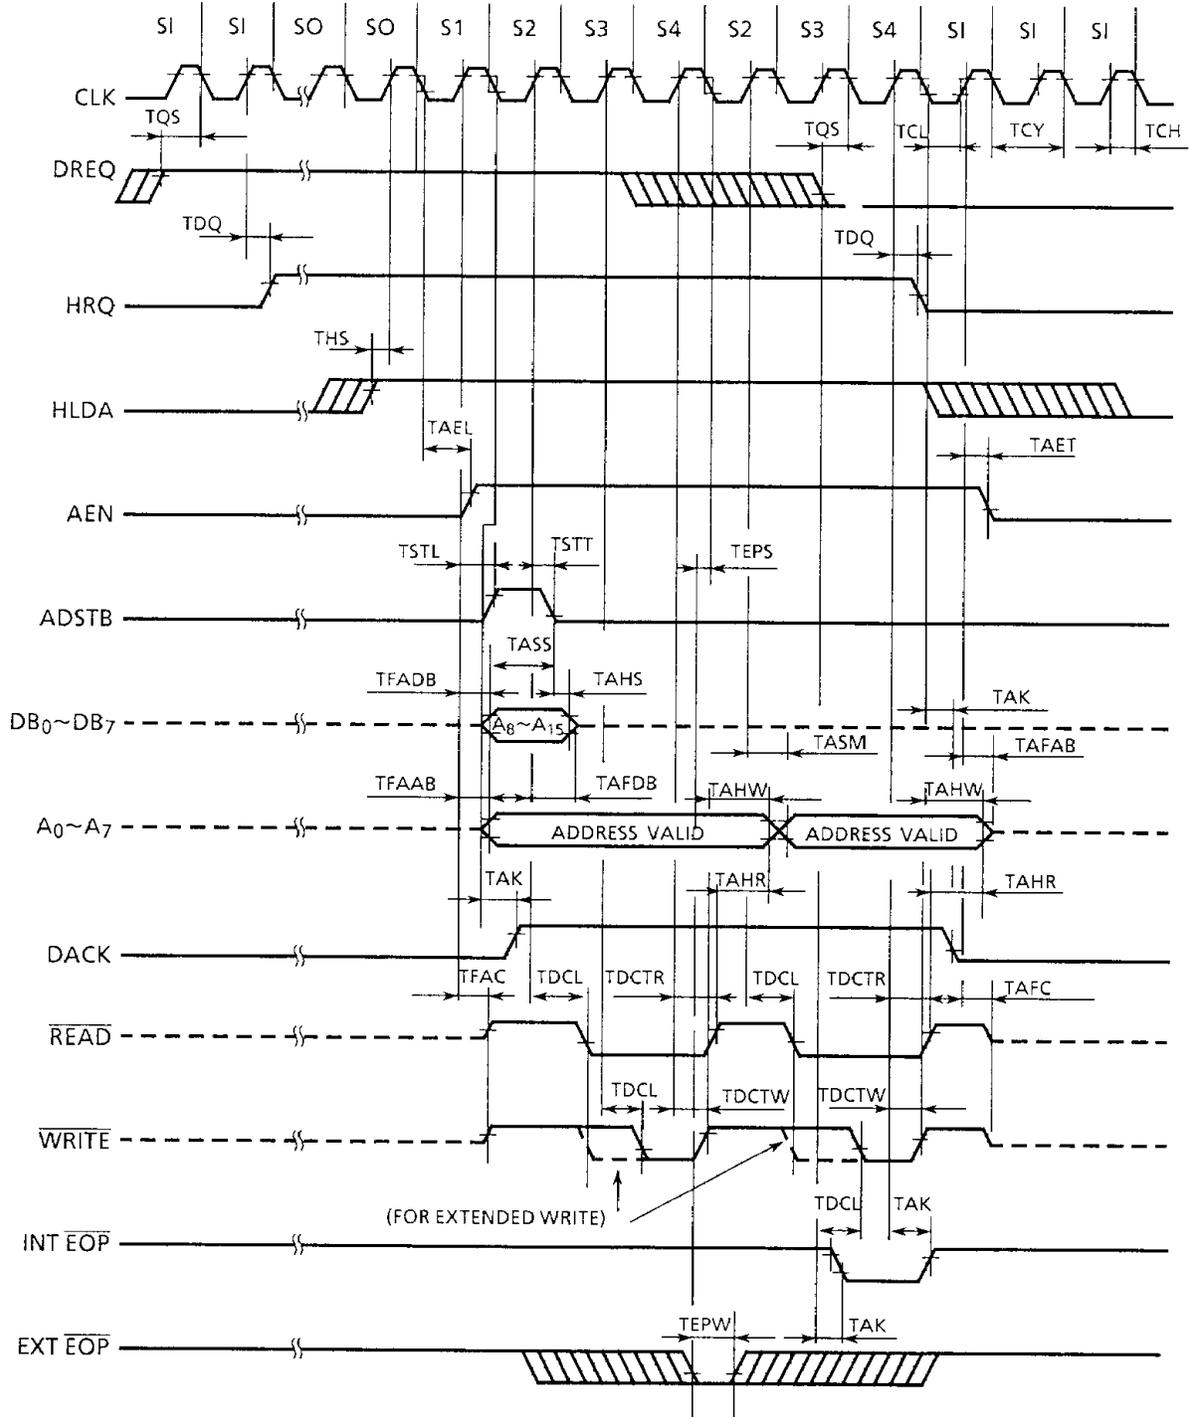 SI SI SO SO S1 S2 S3 S4 S2 S3 S4 SI SI SI
CLK
TQS TQS TCL TCY TCH
DREQ
TDQ TDQ
HRQ
THS
HLDA
TAEL TAET
AEN
TSTL TSTT TEPS
ADSTB
TASS
TFADB TAHS TAK
DB0~DB7 A8~A15
TASM TAFAB
TFAAB TAFDB TAHW TAHW
A0~A7 ADDRESS VALID ADDRESS VALID
TAK TAHR TAHR
DACK
TFAC TDCL TDCTR TDCL TDCTR TAFC
READ
TDCL TDCTW TDCTW
WRITE
(FOR EXTENDED WRITE) TDCL TAK
INT EOP
TEPW TAK
EXT EOP